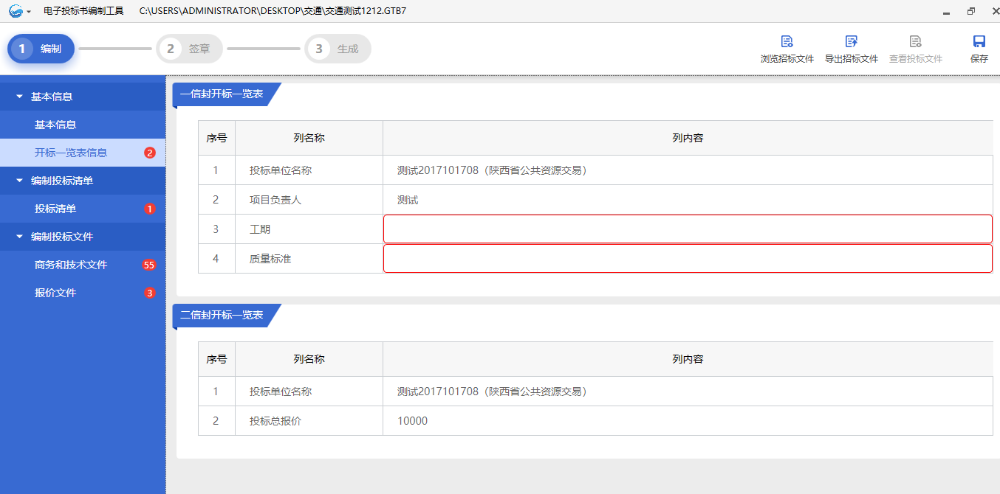 电子投标书编制工具 C:\USERS\ADMINISTRATOR\DESKTOP\交通\交通测试1212.GTB7
1 编制 2 签章 3 生成
浏览招标文件 导出招标文件 查看投标文件 保存
基本信息
基本信息
开标一览表信息 2
编制投标清单
投标清单 1
编制投标文件
商务和技术文件 55
报价文件 3
一信封开标一览表
序号 列名称 列内容
1 投标单位名称 测试2017101708（陕西省公共资源交易）
2 项目负责人 测试
3 工期
4 质量标准
二信封开标一览表
序号 列名称 列内容
1 投标单位名称 测试2017101708（陕西省公共资源交易）
2 投标总报价 10000